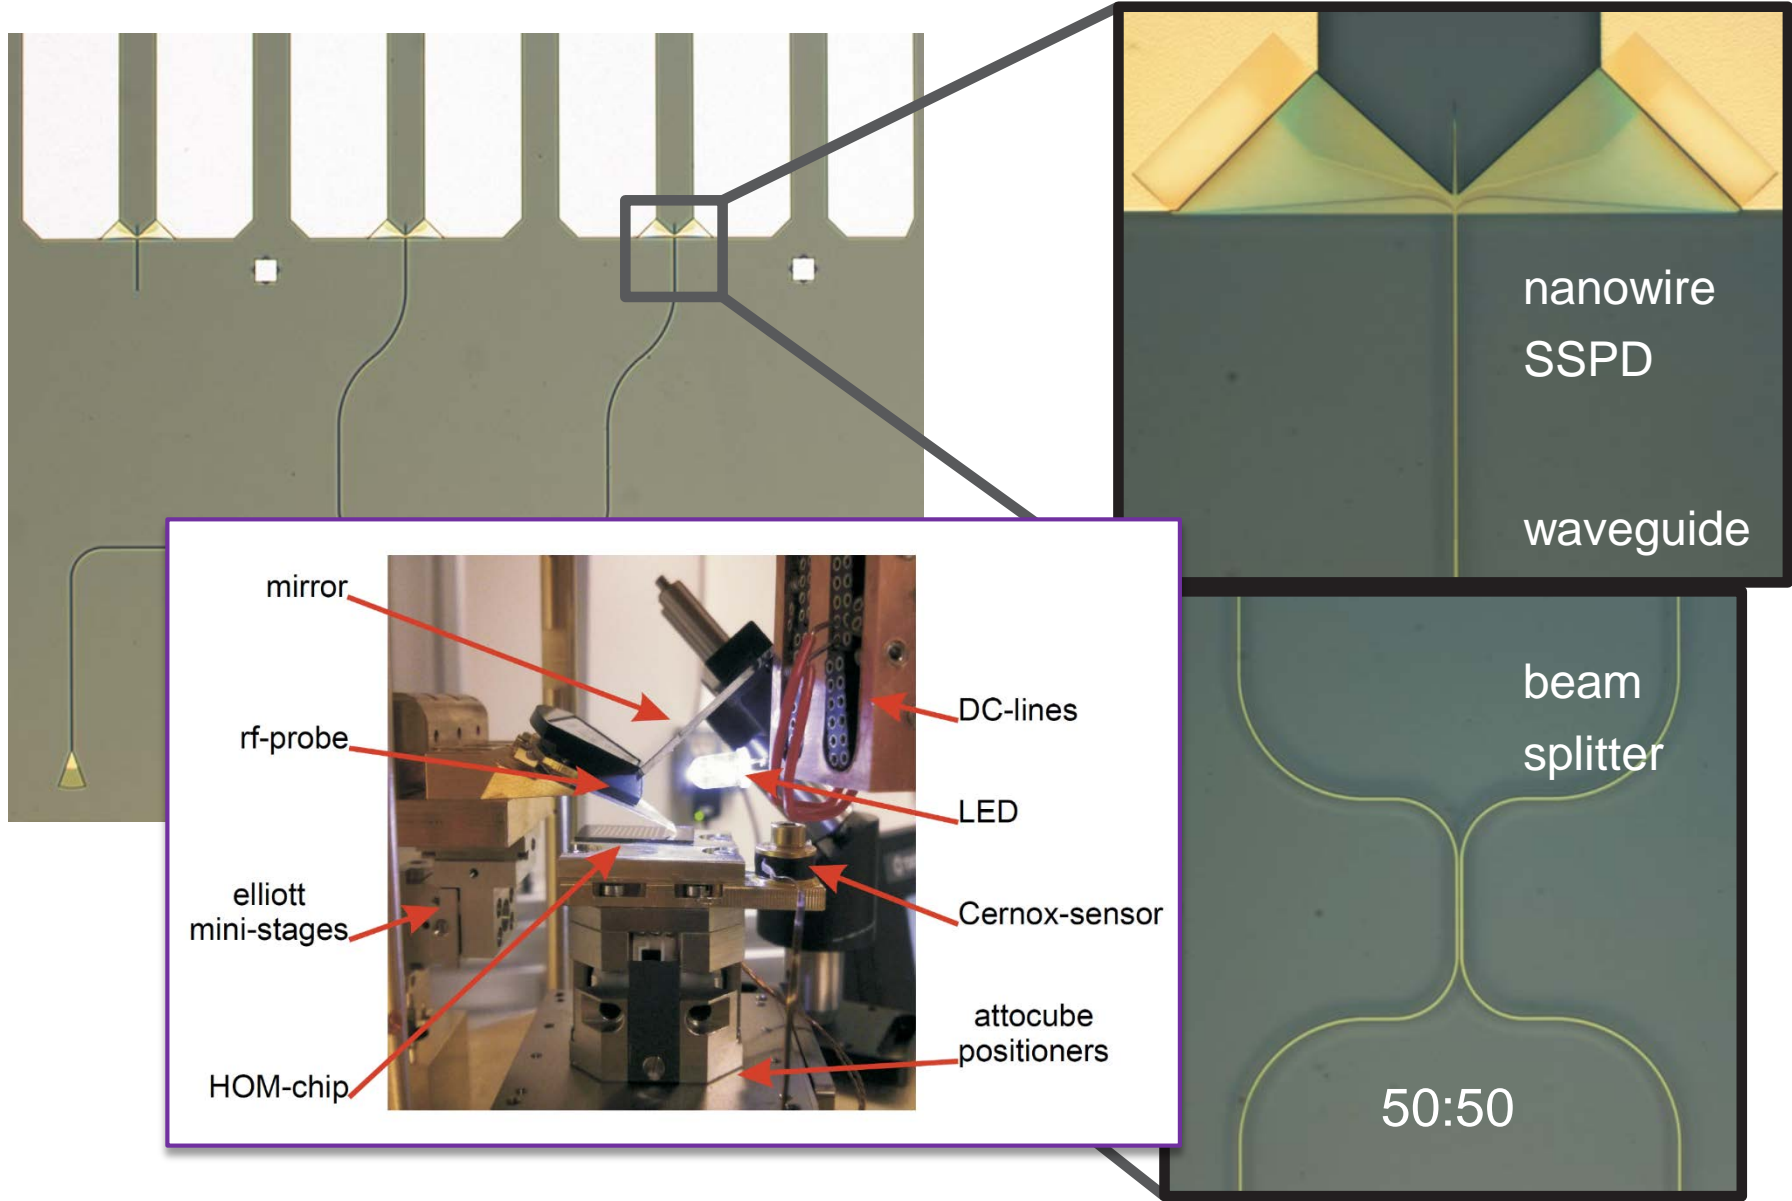 nanowire
SSPD
waveguide
mirror
rf-probe
elliott
mini-stages
HOM-chip
DC-lines
LED
Cernox-sensor
attocube
positioners
beam
splitter
50:50